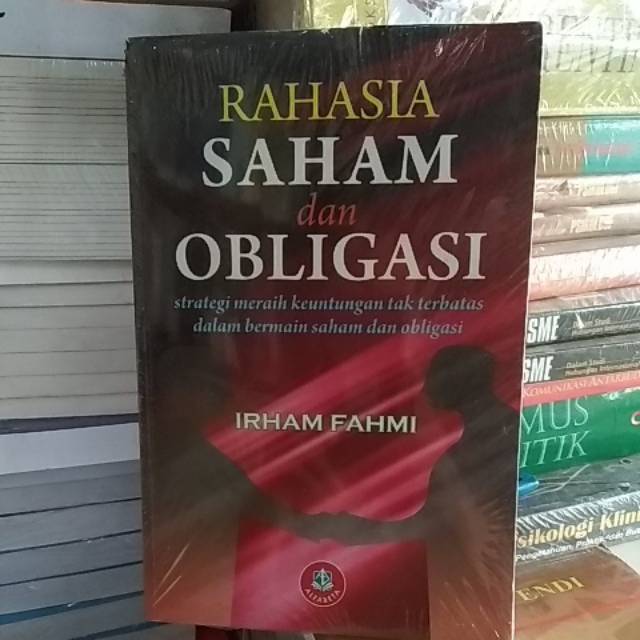 RAHASIA
SAHAM
dan
OBLIGASI
strategi meraih keuntungan tak terbatas
dalam bermain saham dan obligasi
IRHAM FAHMI
ALFABETA
SME
SME
KOMUNIKASI
MUS
ITIK
sikologi Klini
ENDI